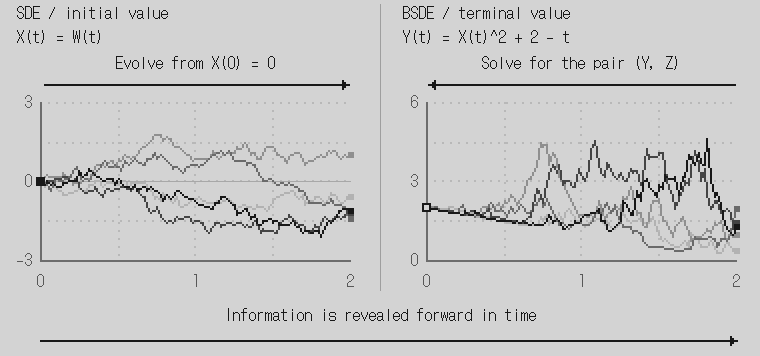 SDE / initial value
X(t) = W(t)
Evolve from X(0) = 0
3
0
-3
0
1
2
BSDE / terminal value
Y(t) = X(t)^2 + 2 - t
Solve for the pair (Y, Z)
6
3
0
0
1
2
Information is revealed forward in time